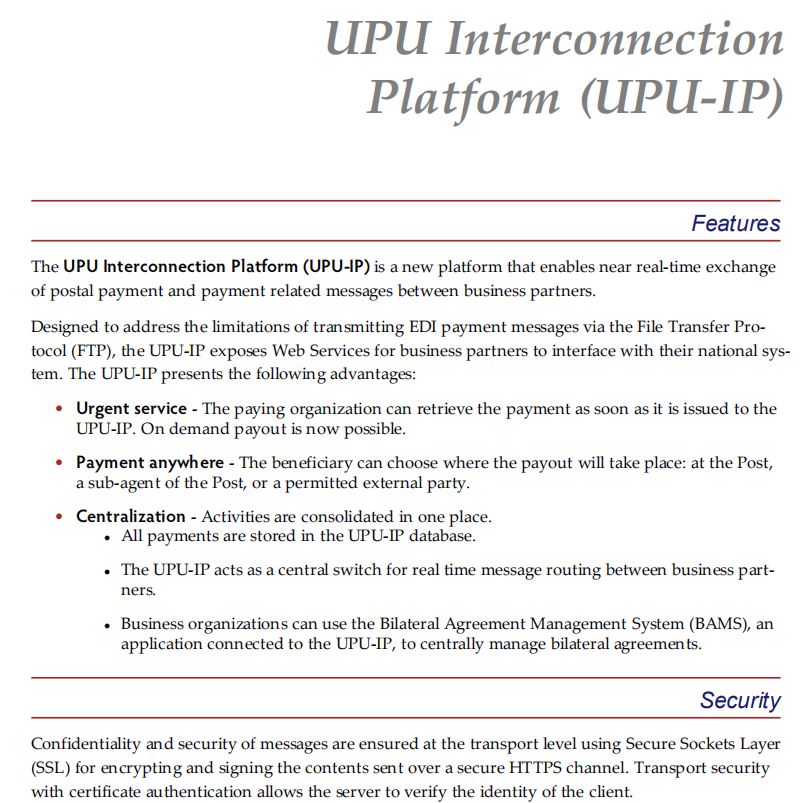 UPU Interconnection
Platform (UPU-IP)
Features
The UPU Interconnection Platform (UPU-IP) is a new platform that enables near real-time exchange
of postal payment and payment related messages between business partners.
Designed to address the limitations of transmitting EDI payment messages via the File Transfer Pro-
tocol (FTP), the UPU-IP exposes Web Services for business partners to interface with their national sys-
tem. The UPU-IP presents the following advantages:
• Urgent service - The paying organization can retrieve the payment as soon as it is issued to the
UPU-IP. On demand payout is now possible.
• Payment anywhere - The beneficiary can choose where the payout will take place: at the Post,
a sub-agent of the Post, or a permitted external party.
• Centralization - Activities are consolidated in one place.
• All payments are stored in the UPU-IP database.
• The UPU-IP acts as a central switch for real time message routing between business part-
ners.
• Business organizations can use the Bilateral Agreement Management System (BAMS), an
application connected to the UPU-IP, to centrally manage bilateral agreements.
Security
Confidentiality and security of messages are ensured at the transport level using Secure Sockets Layer
(SSL) for encrypting and signing the contents sent over a secure HTTPS channel. Transport security
with certificate authentication allows the server to verify the identity of the client.